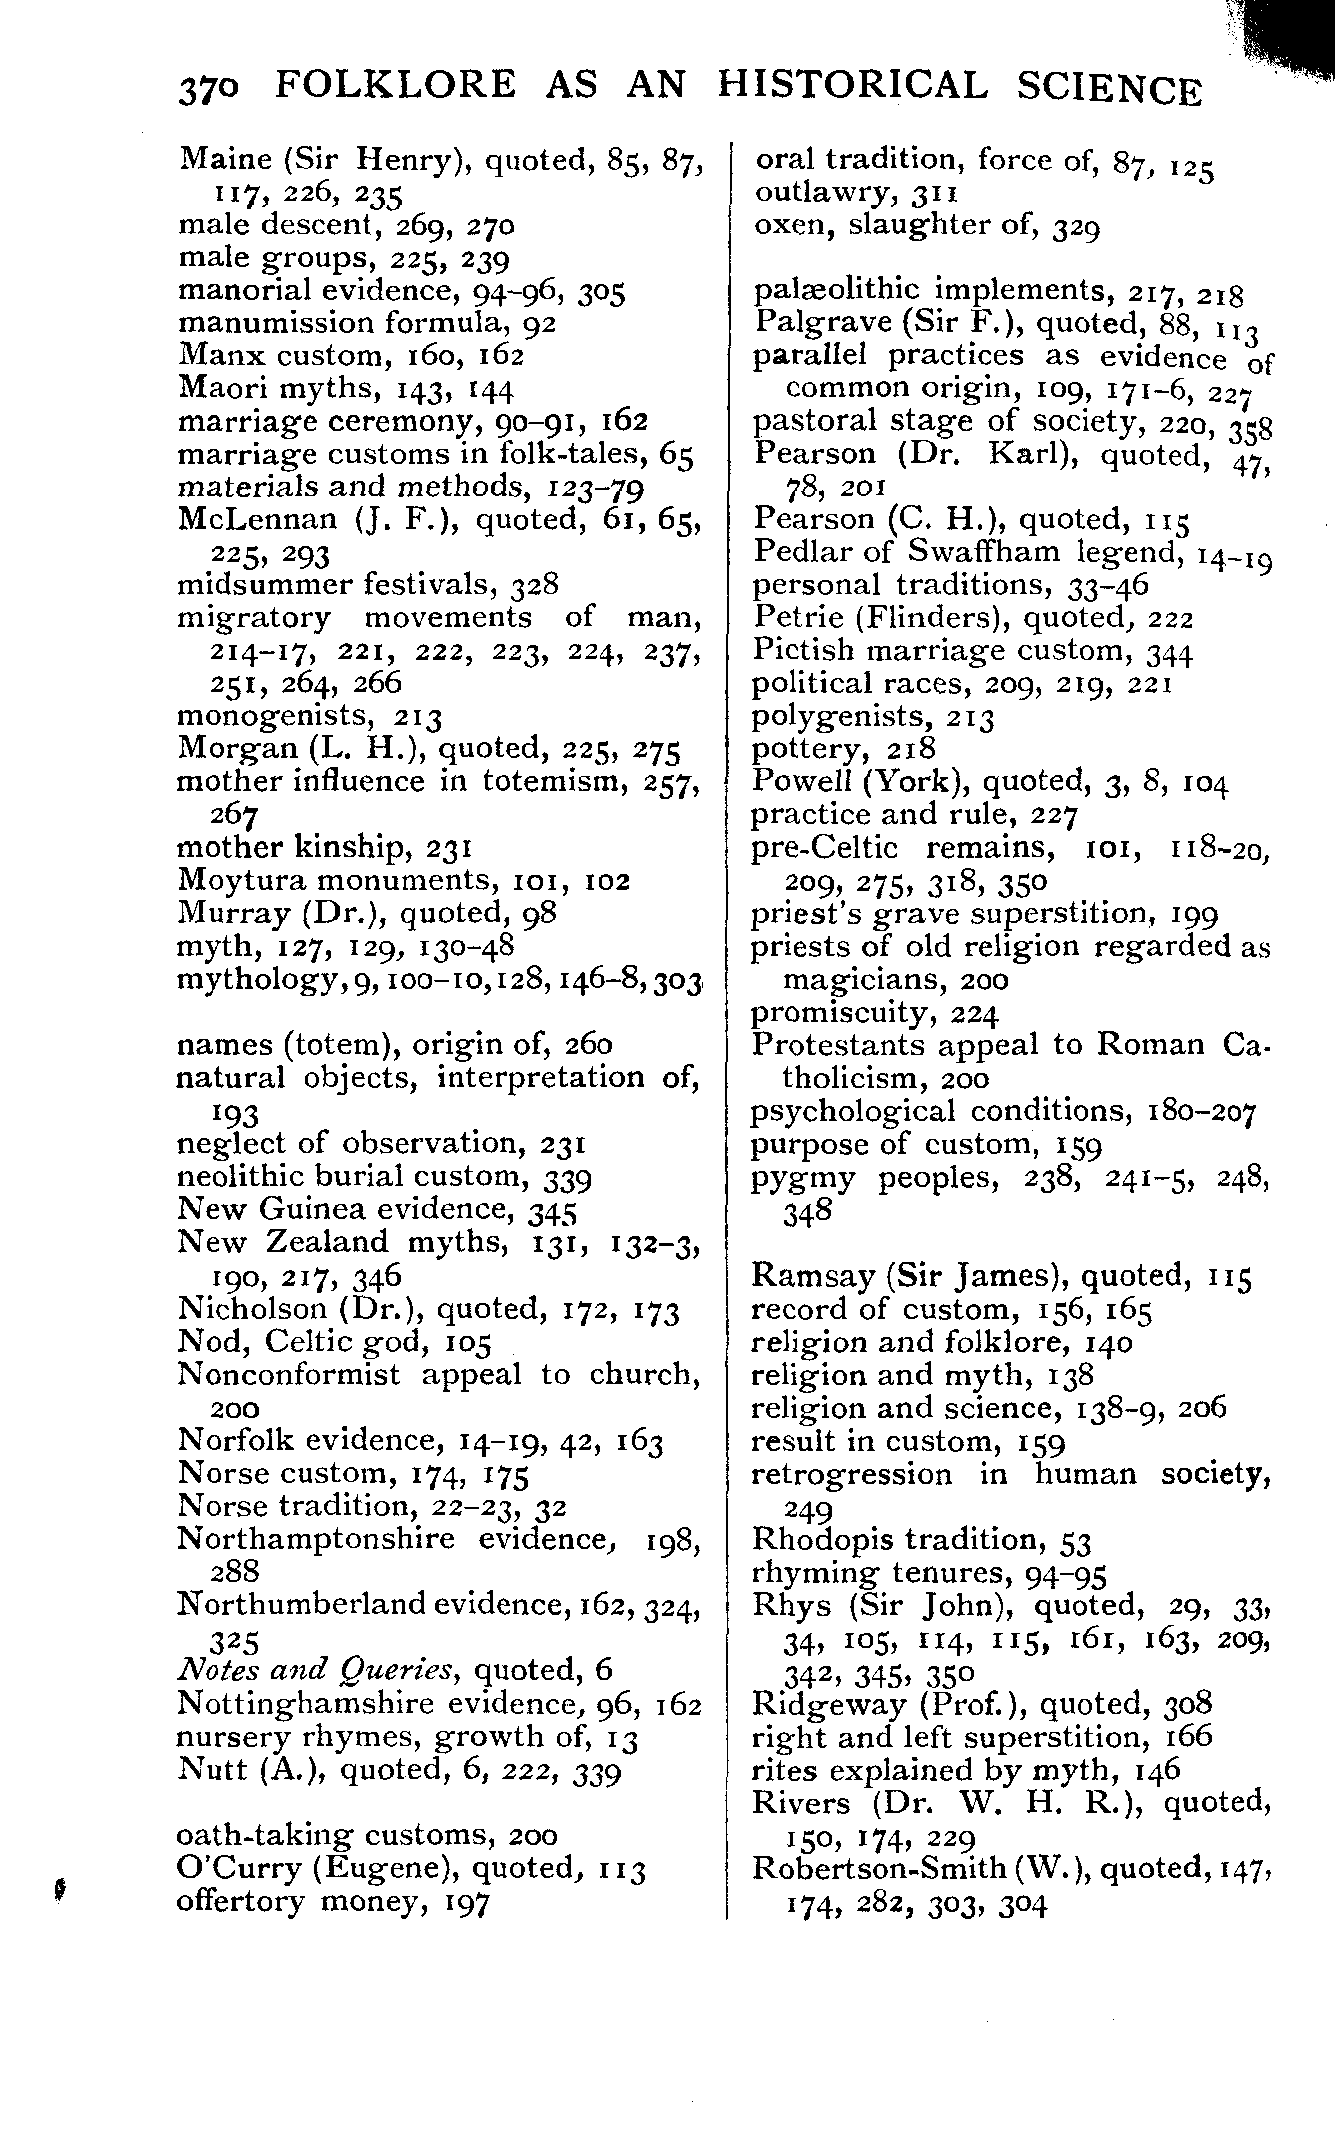 370 FOLKLORE AS AN HISTORICAL SCIENCE
Maine (Sir Henry), quoted, 85, 87,
117, 226, 235
male descent, 269, 270
male groups, 225, 239
manorial evidence, 94–96, 305
manumission formula, 92
Manx custom, 160, 162
Maori myths, 143, 144
marriage ceremony, 90–91, 162
marriage customs in folk-tales, 65
materials and methods, 123–79
McLennan (J. F.), quoted, 61, 65,
225, 293
midsummer festivals, 328
migratory movements of man,
214–17, 221, 222, 223, 224, 237,
251, 264, 266
monogenists, 213
Morgan (L. H.), quoted, 225, 275
mother influence in totemism, 257,
267
mother kinship, 231
Moytura monuments, 101, 102
Murray (Dr.), quoted, 98
myth, 127, 129, 130–48
mythology, 9, 100–10, 128, 146–8, 303
names (totem), origin of, 260
natural objects, interpretation of,
193
neglect of observation, 231
neolithic burial custom, 339
New Guinea evidence, 345
New Zealand myths, 131, 132–3,
190, 217, 346
Nicholson (Dr.), quoted, 172, 173
Nod, Celtic god, 105
Nonconformist appeal to church,
200
Norfolk evidence, 14–19, 42, 163
Norse custom, 174, 175
Norse tradition, 22–23, 32
Northamptonshire evidence, 198,
288
Northumberland evidence, 162, 324,
325
Notes and Queries, quoted, 6
Nottinghamshire evidence, 96, 162
nursery rhymes, growth of, 13
Nutt (A.), quoted, 6, 222, 339
oath-taking customs, 200
O'Curry (Eugene), quoted, 113
offertory money, 197
oral tradition, force of, 87, 125
outlawry, 311
oxen, slaughter of, 329
palæolithic implements, 217, 218
Palgrave (Sir F.), quoted, 88, 113
parallel practices as evidence of
common origin, 109, 171–6, 227
pastoral stage of society, 220, 358
Pearson (Dr. Karl), quoted, 47,
78, 201
Pearson (C. H.), quoted, 115
Pedlar of Swaffham legend, 14–19
personal traditions, 33–46
Petrie (Flinders), quoted, 222
Pictish marriage custom, 344
political races, 209, 219, 221
polygenists, 213
pottery, 218
Powell (York), quoted, 3, 8, 104
practice and rule, 227
pre-Celtic remains, 101, 118–20,
209, 275, 318, 350
priest's grave superstition, 199
priests of old religion regarded as
magicians, 200
promiscuity, 224
Protestants appeal to Roman Ca-
tholicism, 200
psychological conditions, 180–207
purpose of custom, 159
pygmy peoples, 238, 241–5, 248,
348
Ramsay (Sir James), quoted, 115
record of custom, 156, 165
religion and folklore, 140
religion and myth, 138
religion and science, 138–9, 206
result in custom, 159
retrogression in human society,
249
Rhodopis tradition, 53
rhyming tenures, 94–95
Rhys (Sir John), quoted, 29, 33,
34, 105, 114, 115, 161, 163, 209,
342, 345, 350
Ridgeway (Prof.), quoted, 308
right and left superstition, 166
rites explained by myth, 146
Rivers (Dr. W. H. R.), quoted,
150, 174, 229
Robertson-Smith (W.), quoted, 147,
174, 282, 303, 304